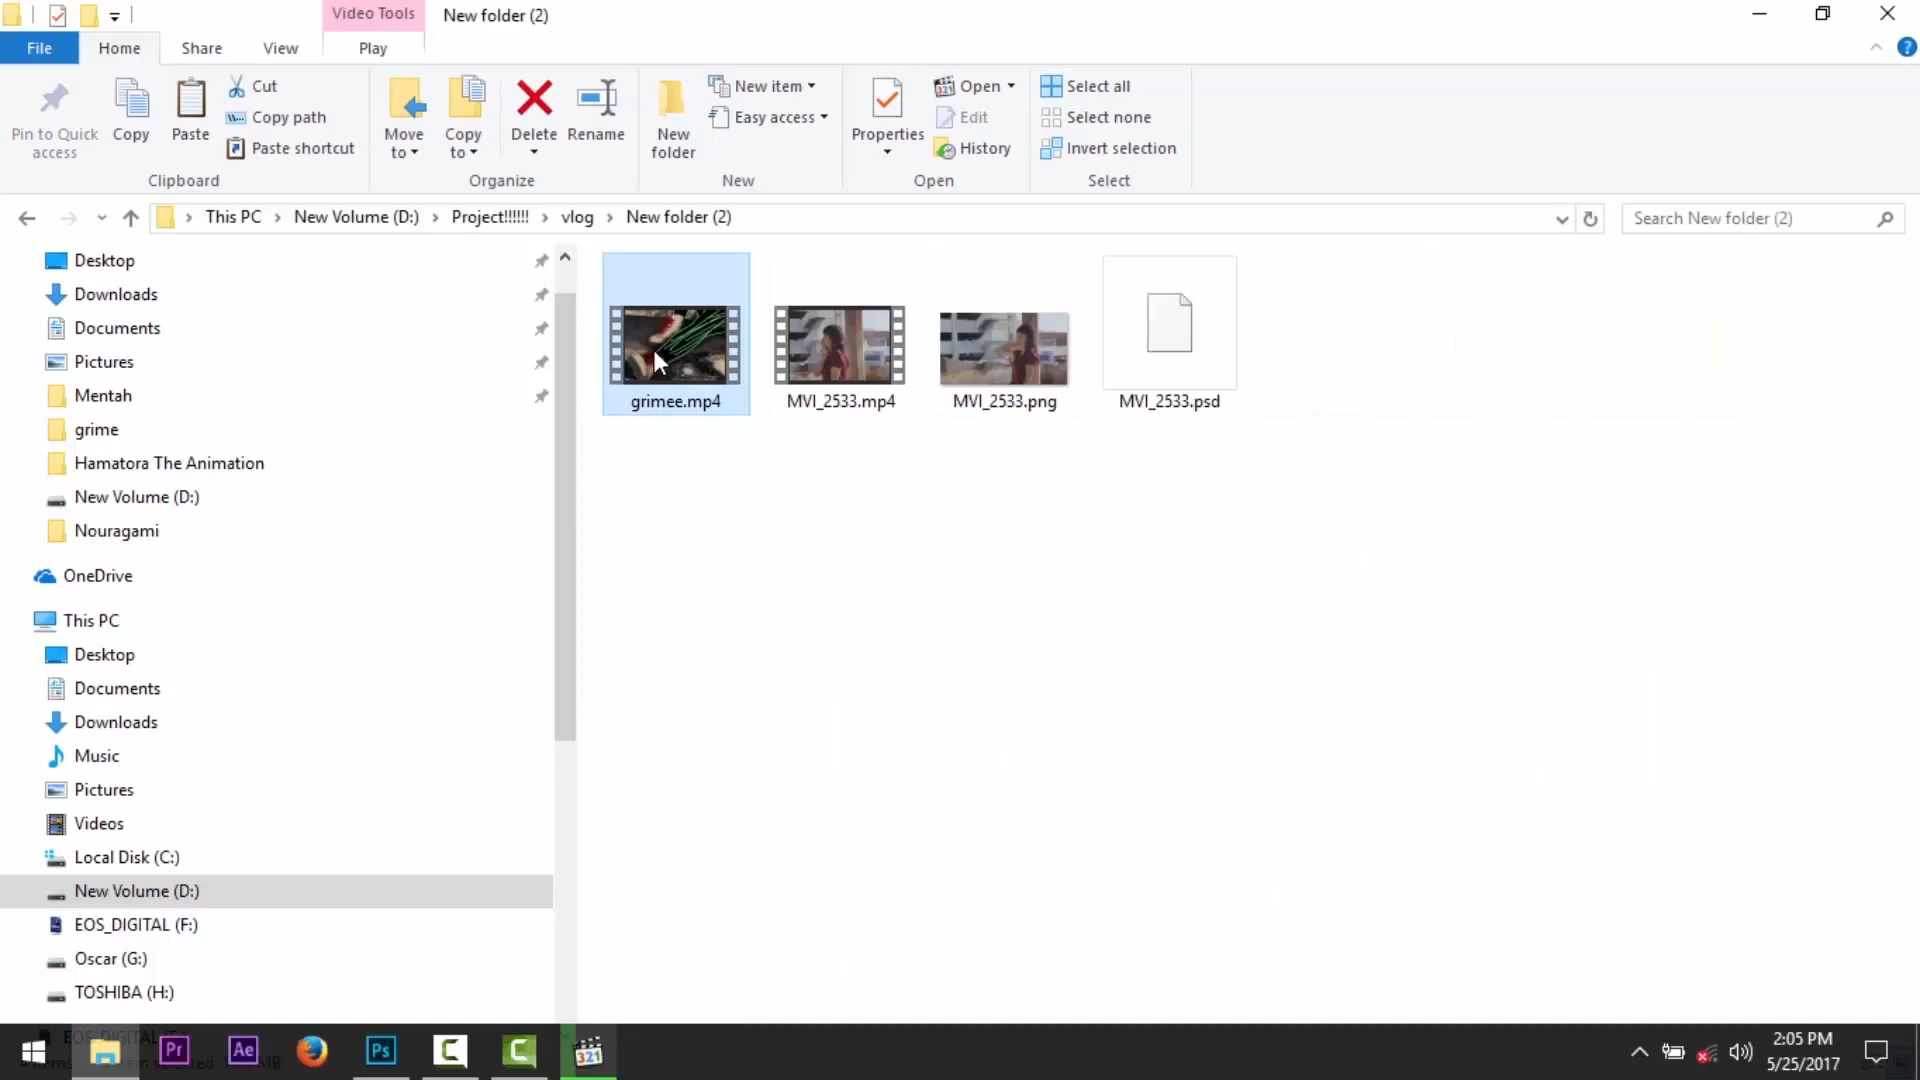 Video Tools
New folder (2)
File
Home
Share
View
Play
Pin to Quick
access
Copy
Paste
Cut
Copy path
Paste shortcut
Clipboard
Move
to
Copy
to
Delete
Rename
Organize
New
folder
New item
Easy access
New
Properties
Open
Edit
History
Open
Select all
Select none
Invert selection
Select
This PC
New Volume (D:)
Project!!!!!!
vlog
New folder (2)
Search New folder (2)
Desktop
Downloads
Documents
Pictures
Mentah
grime
Hamatora The Animation
New Volume (D:)
Nouragami
OneDrive
This PC
Desktop
Documents
Downloads
Music
Pictures
Videos
Local Disk (C:)
New Volume (D:)
EOS_DIGITAL (F:)
Oscar (G:)
TOSHIBA (H:)
grimee.mp4
MVI_2533.mp4
MVI_2533.png
MVI_2533.psd
Pr
Ae
Ps
C
C
321
2:05 PM
5/25/2017